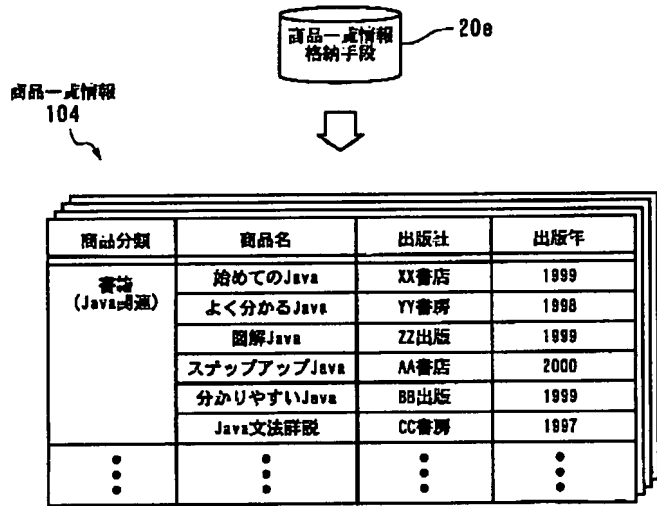 商品一覧情報
格納手段
20e
商品一覧情報
104
商品分類 商品名 出版社 出版年
書籍
(Java関連)
始めてのJava XX書店 1999
よく分かるJava YY書房 1998
図解Java ZZ出版 1999
ステップアップJava AA書店 2000
分かりやすいJava BB出版 1999
Java文法詳説 CC書房 1997